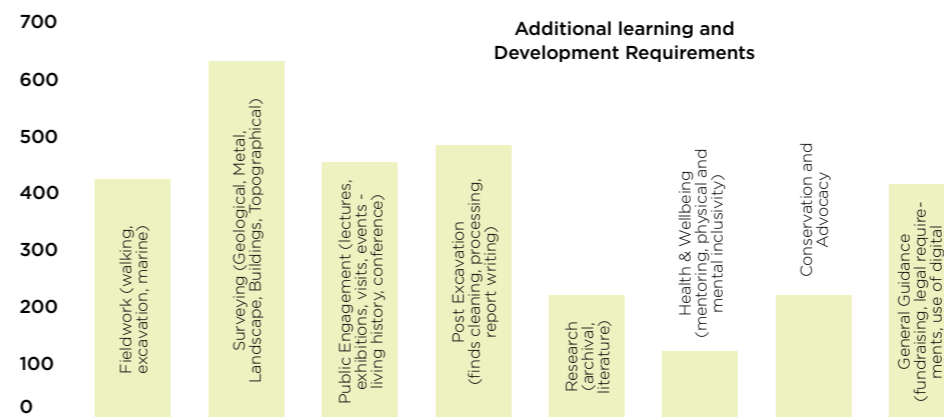 Additional learning and
Development Requirements
700
600
500
400
300
200
100
0
Fieldwork (walking,
excavation, marine)
Surveying (Geological, Metal,
Landscape, Buildings, Topographical)
Public Engagement (lectures,
exhibitions, visits, events -
living history, conference)
Post Excavation
(finds cleaning, processing,
report writing)
Research
(archival,
literature)
Health & Wellbeing
(mentoring, physical and
mental inclusivity)
Conservation and
Advocacy
General Guidance
(fundraising, legal require-
ments, use of digital